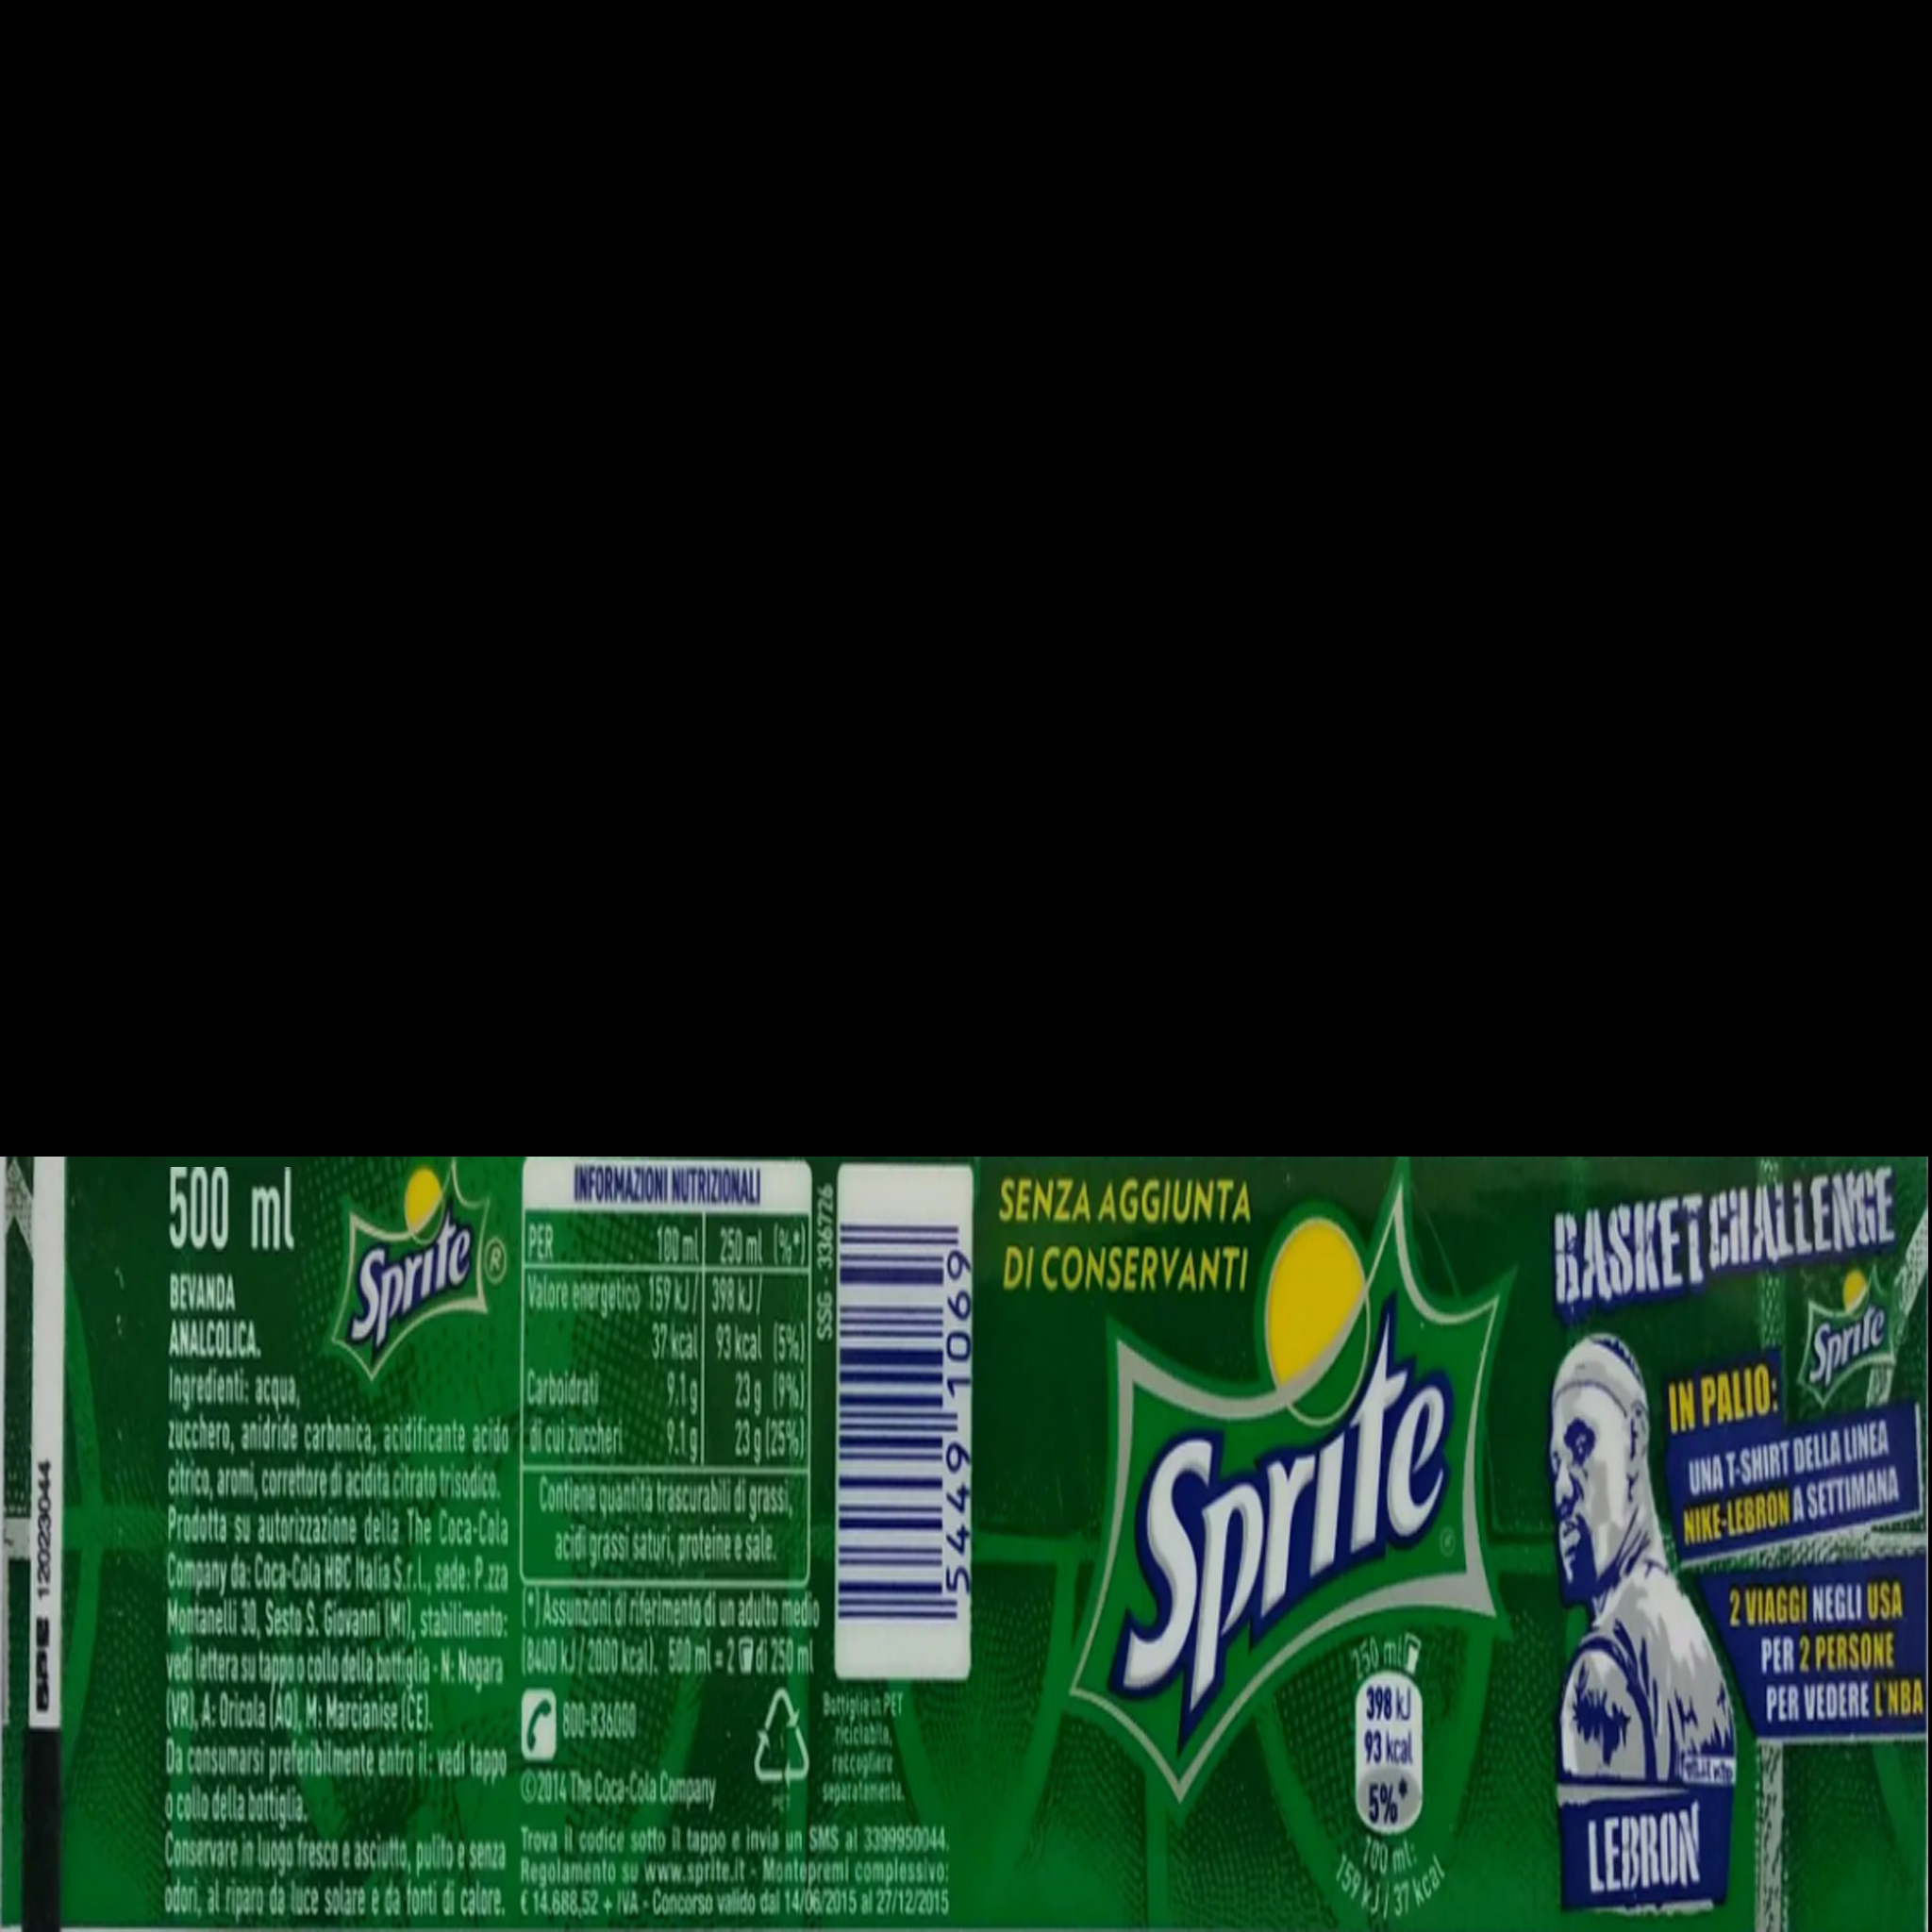 SPR E 12023044
500 ml
Sprite ®
BEVANDA
ANALCOLICA.
Ingredienti: acqua,
zucchero, anidride carbonica, acidificante acido
citrico, aromi, correttore di acidità citrato trisodico.
Prodotta su autorizzazione della The Coca-Cola
Company da: Coca-Cola HBC Italia S.r.l., sede: P.zza
Montanelli 30, Sesto S. Giovanni (MI), stabilimento:
vedi lettera su tappo o collo della bottiglia - N: Nogara
(VR), A: Oricola (AQ), M: Marcianise (CE).
Da consumarsi preferibilmente entro il: vedi tappo
o collo della bottiglia.
Conservare in luogo fresco e asciutto, pulito e senza
odori, al riparo da luce solare e da fonti di calore.
INFORMAZIONI NUTRIZIONALI
PER 100 ml 250 ml (%*)
Valore energetico 159 kJ/ 398 kJ/
37 kcal 93 kcal (5%)
Carboidrati 9.1 g 23 g (9%)
di cui zuccheri 9.1 g 23 g (25%)
Contiene quantità trascurabili di grassi,
acidi grassi saturi, proteine e sale.
(*) Assunzioni di riferimento di un adulto medio
(8400 kJ / 2000 kcal). 500 ml = 2 di 250 ml
800-836000
©2014 The Coca-Cola Company
PET
Bottiglia in PET
riciclabile,
raccogliere
separatamente.
Trova il codice sotto il tappo e invia un SMS al 3399950044.
Regolamento su www.sprite.it - Montepremi complessivo:
€ 14.688,52 + IVA - Concorso valido dal 14/06/2015 al 27/12/2015
SSG - 336726
5449 1069
SENZA AGGIUNTA
DI CONSERVANTI
Sprite
250 ml
398 kJ
93 kcal
5%*
100 ml:
159 kJ / 37 kcal
BASKET CHALLENGE
Sprite
IN PALIO:
UNA T-SHIRT DELLA LINEA
NIKE-LEBRON A SETTIMANA
2 VIAGGI NEGLI USA
PER 2 PERSONE
PER VEDERE L'NBA
LEBRON